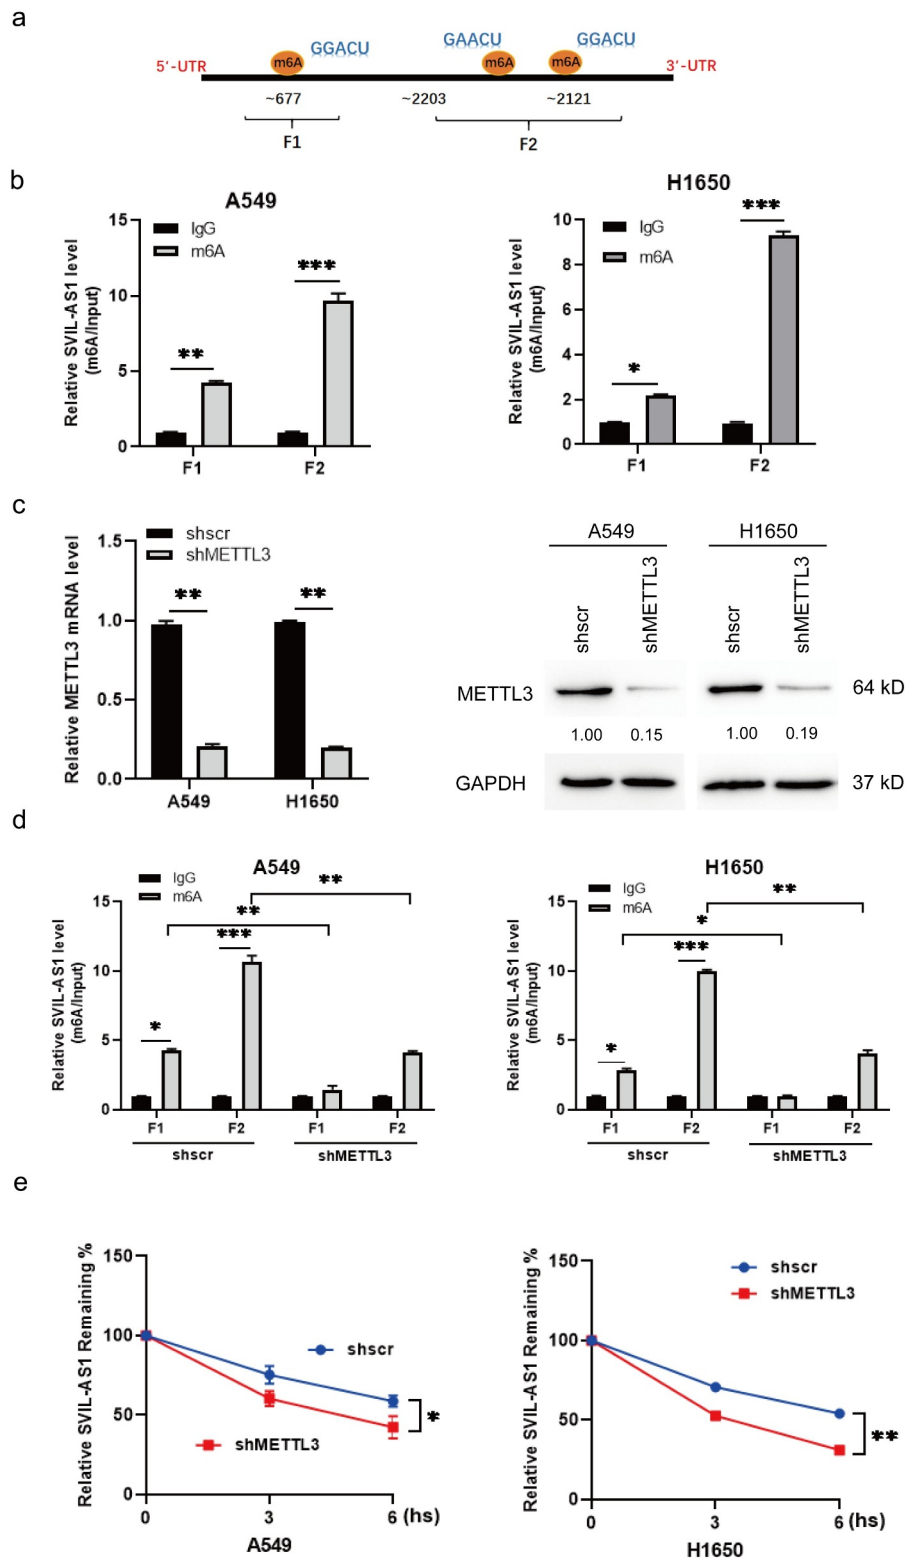 a
GGACU
GAACU
GGACU
m6A
m6A
m6A
5'-UTR
3'-UTR
~677
~2203
~2121
F1
F2
b
A549
IgG
m6A
Relative SVIL-AS1 level
(m6A/Input)
15
10
5
0
**
***
F1
F2
H1650
IgG
m6A
Relative SVIL-AS1 level
(m6A/Input)
10
8
6
4
2
0
*
***
F1
F2
c
shscr
shMETTL3
Relative METTL3 mRNA level
1.5
1.0
0.5
0.0
**
**
A549
H1650
A549
H1650
shscr
shMETTL3
shscr
shMETTL3
METTL3
64 kD
1.00
0.15
1.00
0.19
GAPDH
37 kD
d
A549
IgG
m6A
Relative SVIL-AS1 level
(m6A/Input)
15
10
5
0
**
**
***
*
F1
F2
F1
F2
shscr
shMETTL3
H1650
IgG
m6A
Relative SVIL-AS1 level
(m6A/Input)
15
10
5
0
**
*
***
*
F1
F2
F1
F2
shscr
shMETTL3
e
Relative SVIL-AS1 Remaining %
150
100
50
0
shscr
shMETTL3
*
0
3
6 (hs)
A549
Relative SVIL-AS1 Remaining %
150
100
50
0
shscr
shMETTL3
**
0
3
6 (hs)
H1650